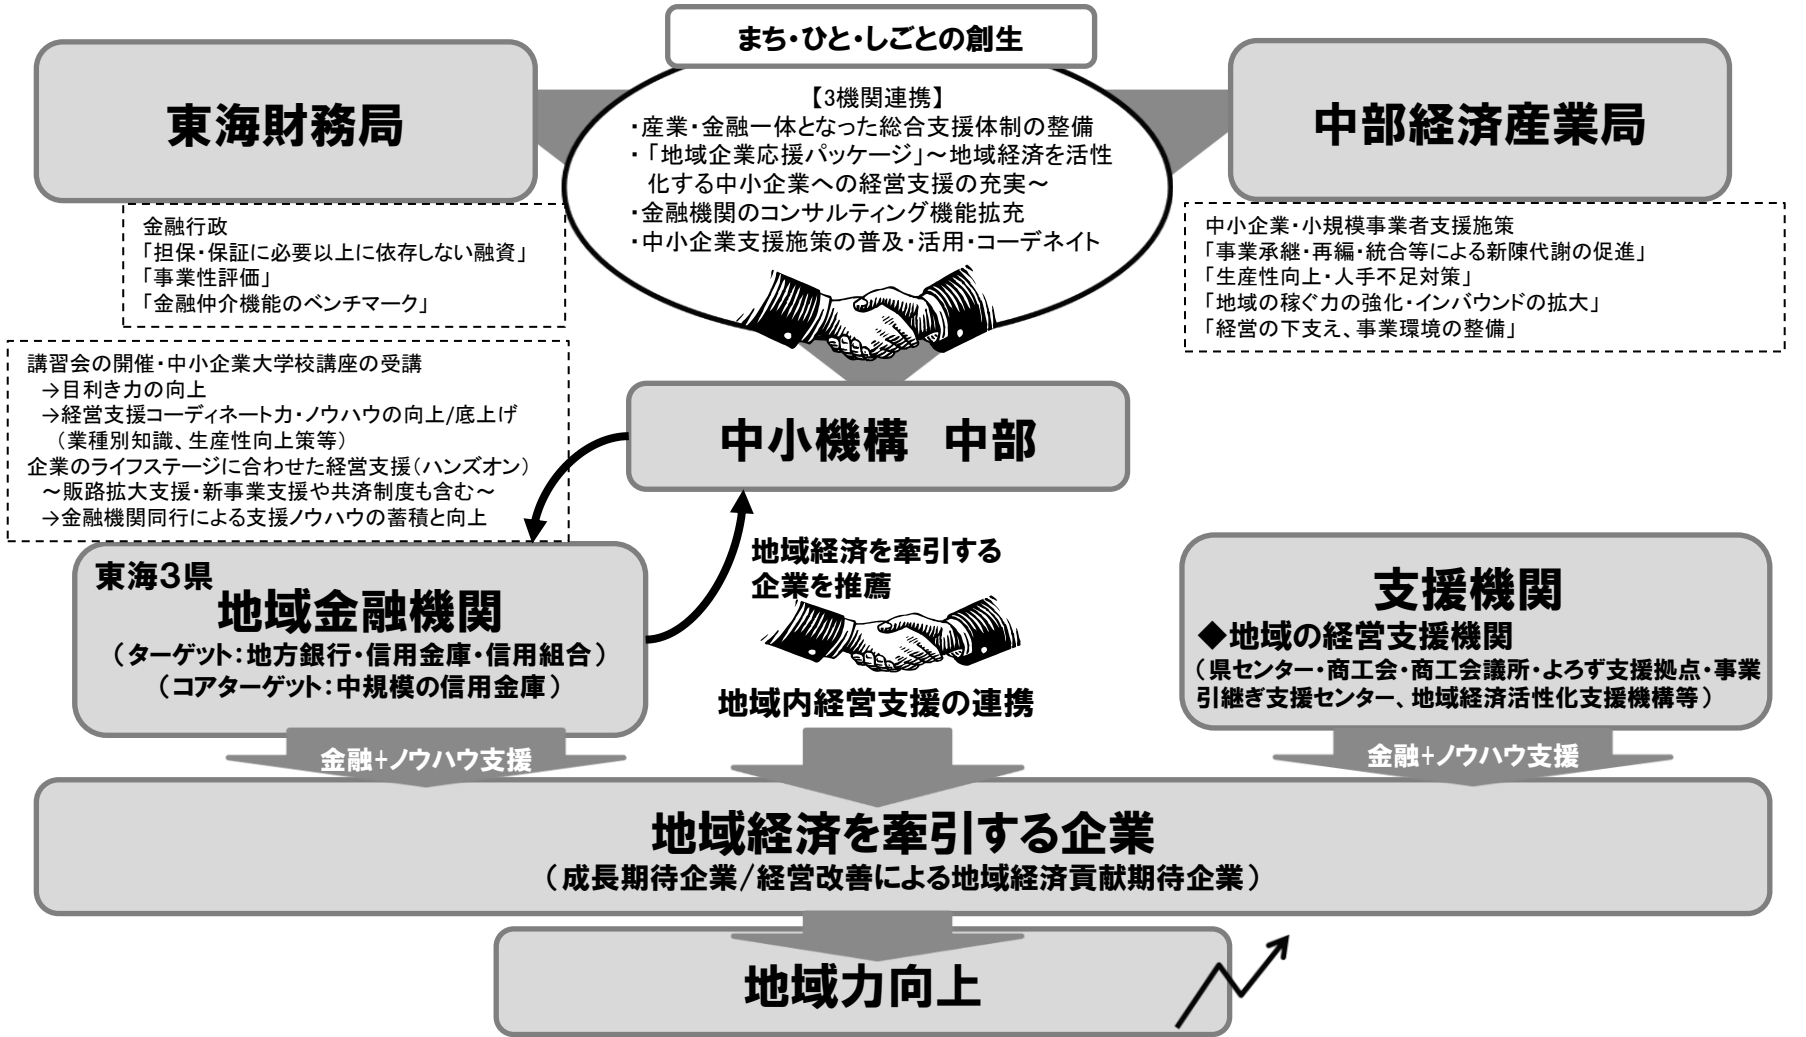 まち・ひと・しごとの創生
東海財務局
【3機関連携】
・産業・金融一体となった総合支援体制の整備
・「地域企業応援パッケージ」～地域経済を活性
化する中小企業への経営支援の充実～
・金融機関のコンサルティング機能拡充
・中小企業支援施策の普及・活用・コーデネイト
中部経済産業局
金融行政
「担保・保証に必要以上に依存しない融資」
「事業性評価」
「金融仲介機能のベンチマーク」
中小企業・小規模事業者支援施策
「事業承継・再編・統合等による新陳代謝の促進」
「生産性向上・人手不足対策」
「地域の稼ぐ力の強化・インバウンドの拡大」
「経営の下支え、事業環境の整備」
講習会の開催・中小企業大学校講座の受講
→目利き力の向上
→経営支援コーディネート力・ノウハウの向上/底上げ
（業種別知識、生産性向上策等）
企業のライフステージに合わせた経営支援（ハンズオン）
～販路拡大支援・新事業支援や共済制度も含む～
→金融機関同行による支援ノウハウの蓄積と向上
中小機構　中部
東海３県
地域金融機関
（ターゲット：地方銀行・信用金庫・信用組合）
（コアターゲット：中規模の信用金庫）
地域経済を牽引する
企業を推薦
地域内経営支援の連携
支援機関
◆地域の経営支援機関
（県センター・商工会・商工会議所・よろず支援拠点・事業
引継ぎ支援センター、地域経済活性化支援機構等）
金融+ノウハウ支援
金融+ノウハウ支援
地域経済を牽引する企業
（成長期待企業/経営改善による地域経済貢献期待企業）
地域力向上